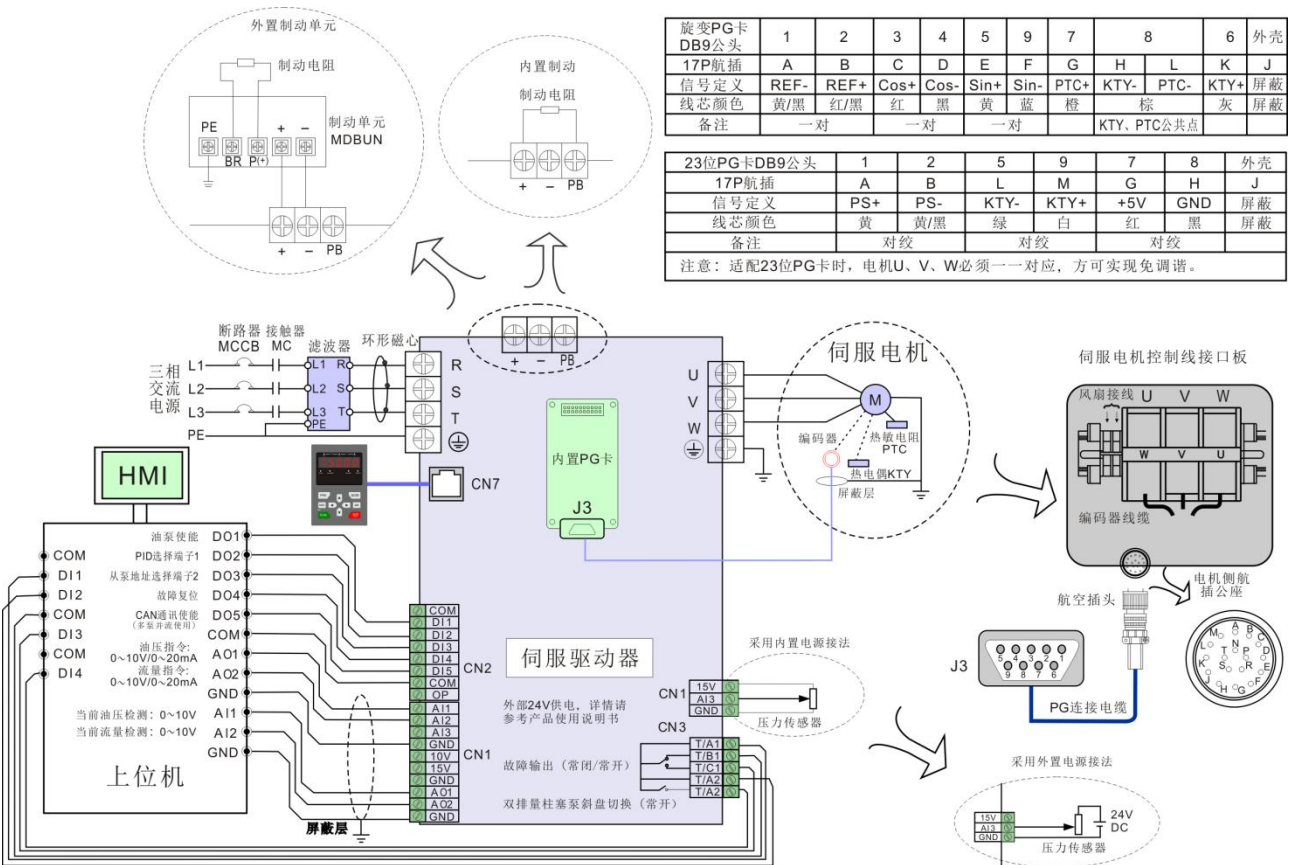 外置制动单元
制动电阻
制动单元
MDBUN
PE
BR
P(+)
+
−
+ − PB
内置制动
制动电阻
+ − PB
旋变PG卡
DB9公头 1 2 3 4 5 9 7 8 6 外壳
17P航插 A B C D E F G H L K J
信号定义 REF- REF+ Cos+ Cos- Sin+ Sin- PTC+ KTY- PTC- KTY+ 屏蔽
线芯颜色 黄/黑 红/黑 红 黑 黄 蓝 橙 棕 灰 屏蔽
备注 一对 一对 一对 KTY、PTC公共点
23位PG卡DB9公头 1 2 5 9 7 8 外壳
17P航插 A B L M G H J
信号定义 PS+ PS- KTY- KTY+ +5V GND 屏蔽
线芯颜色 黄 黄/黑 绿 白 红 黑 屏蔽
备注 对绞 对绞 对绞
注意：适配23位PG卡时，电机U、V、W必须一一对应，方可实现免调谐。
断路器
MCCB
接触器
MC
滤波器
环形磁心
三相
交流
电源
L1
L2
L3
PE
L1 R
L2 S
L3 T
PE
R
S
T
+ − PB
U
V
W
内置PG卡
J3
CN7
伺服电机
M
编码器
热敏电阻
PTC
热电偶KTY
屏蔽层
伺服电机控制线接口板
风扇接线
U V W
W V U
编码器线缆
电机侧航
插公座
航空插头
J3
5 4 3 2 1
9 8 7 6
PG连接电缆
M A B C
L N P D
T
K S R E
J H G F
HMI
COM
DI1
DI2
COM
DI3
COM
DI4
油泵使能 DO1
PID选择端子1 DO2
从泵地址选择端子2 DO3
故障复位 DO4
CAN通讯使能 DO5
（多泵并流使用）
COM
油压指令:
0~10V/0~20mA
AO1
流量指令:
0~10V/0~20mA
AO2
GND
当前油压检测：0~10V AI1
当前流量检测：0~10V AI2
GND
上位机
屏蔽层
COM
DI1
DI2
DI3
DI4
DI5
COM
OP
CN2
AI1
AI2
AI3
GND
10V
15V
GND
AO1
AO2
GND
CN1
伺服驱动器
外部24V供电，详情请
参考产品使用说明书
故障输出（常闭/常开）
双排量柱塞泵斜盘切换（常开）
采用内置电源接法
CN1
15V
AI3
GND
压力传感器
CN3
T/A1
T/B1
T/C1
T/A2
T/A2
采用外置电源接法
15V
AI3
GND
24V
DC
压力传感器